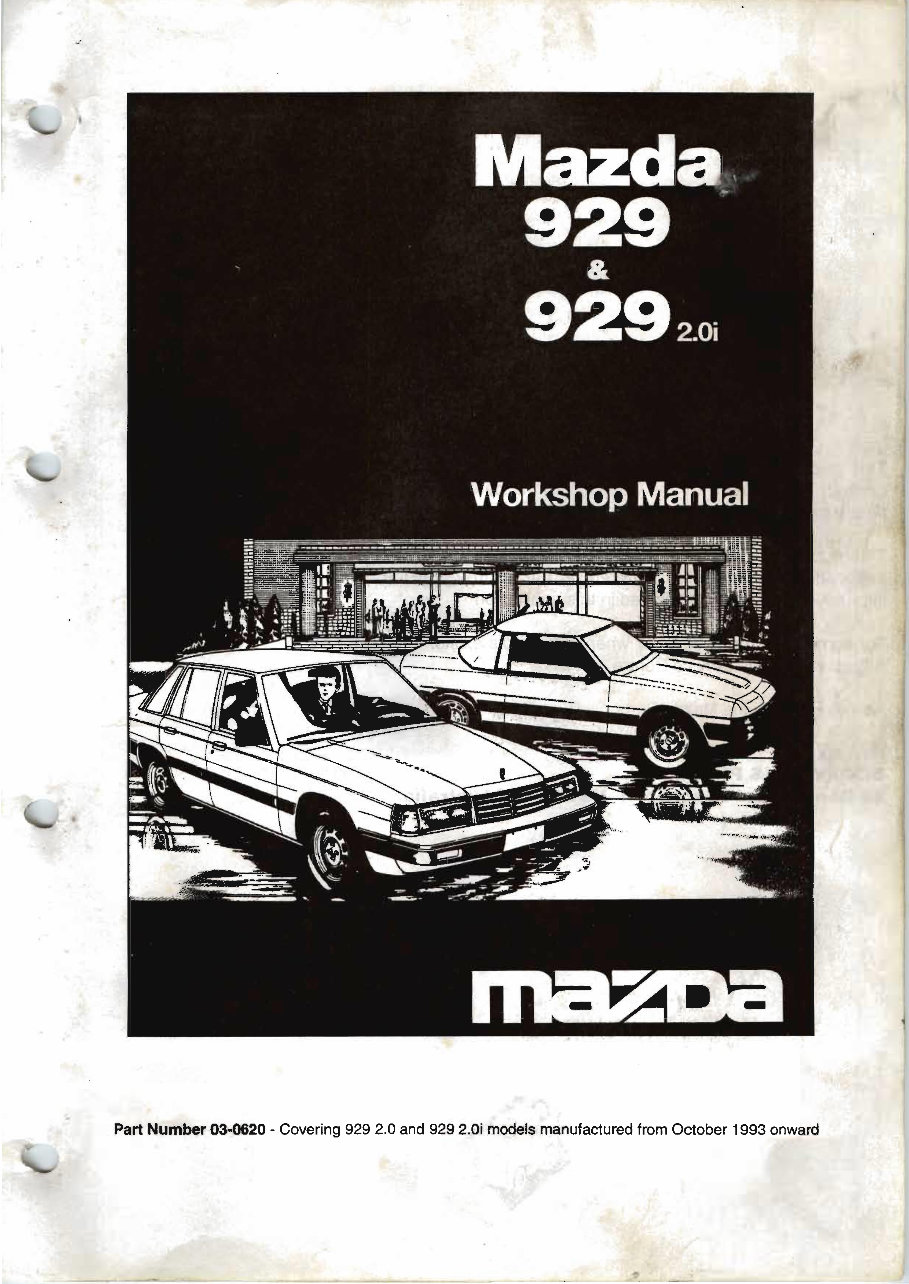 Mazda
929
&
929 2.0i
Workshop Manual
mazDa
Part Number 03-0620 - Covering 929 2.0 and 929 2.0i models manufactured from October 1993 onward